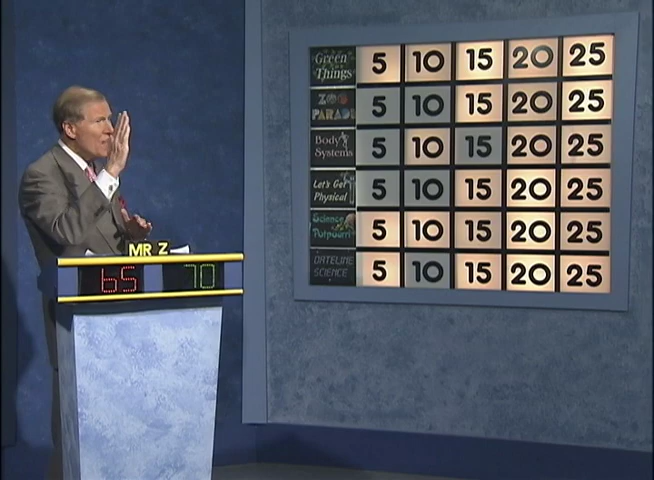 Green Things 5 10 15 20 25
ZOO PARADE 5 10 15 20 25
Body Systems 5 10 15 20 25
Let's Get Physical 5 10 15 20 25
Science Potpourri 5 10 15 20 25
DATELINE SCIENCE 5 10 15 20 25
MR Z
65 70